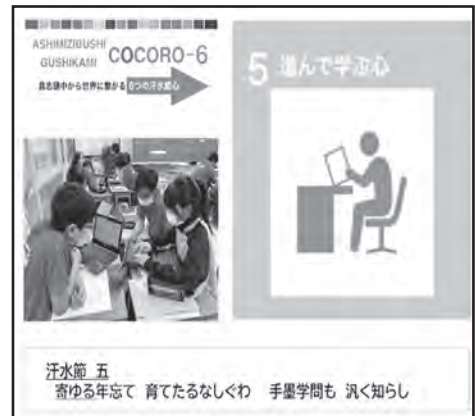 ASHIMIZIBUSHI
GUSHIKAMI COCORO-6
具志頭中から世界に繋がる 6つの汗水節心
5 進んで学ぶ心
汗水節 五
寄ゆる年忘て 育てたるなしぐわ 手墨学問も 汎く知らし